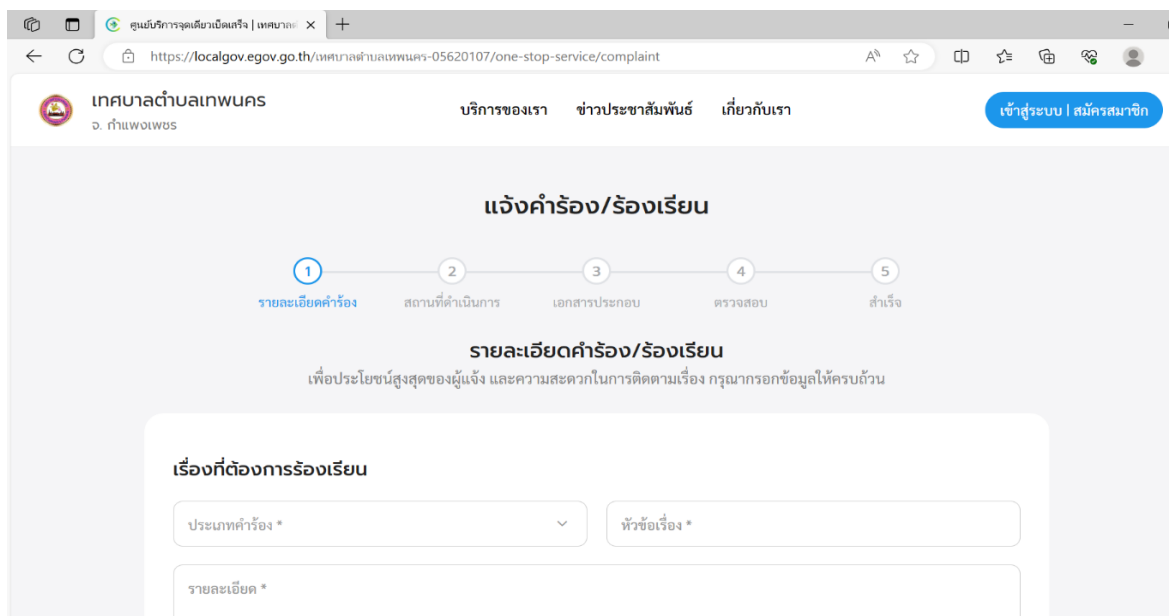 ศูนย์บริการจุดเดียวเบ็ดเสร็จ | เทศบาลต
https://localgov.egov.go.th/เทศบาลตำบลเทพนคร-05620107/one-stop-service/complaint
เทศบาลตำบลเทพนคร
จ. กำแพงเพชร
บริการของเรา ข่าวประชาสัมพันธ์ เกี่ยวกับเรา
เข้าสู่ระบบ | สมัครสมาชิก
แจ้งคำร้อง/ร้องเรียน
1 2 3 4 5
รายละเอียดคำร้อง สถานที่ดำเนินการ เอกสารประกอบ ตรวจสอบ สำเร็จ
รายละเอียดคำร้อง/ร้องเรียน
เพื่อประโยชน์สูงสุดของผู้แจ้ง และความสะดวกในการติดตามเรื่อง กรุณากรอกข้อมูลให้ครบถ้วน
เรื่องที่ต้องการร้องเรียน
ประเภทคำร้อง * หัวข้อเรื่อง *
รายละเอียด *